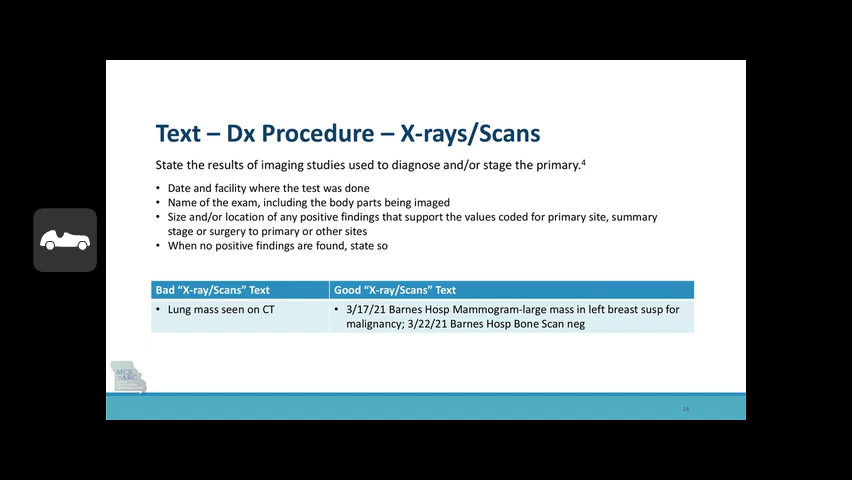 Text – Dx Procedure – X-rays/Scans
State the results of imaging studies used to diagnose and/or stage the primary.⁴
• Date and facility where the test was done
• Name of the exam, including the body parts being imaged
• Size and/or location of any positive findings that support the values coded for primary site, summary
stage or surgery to primary or other sites
• When no positive findings are found, state so
Bad “X-ray/Scans” Text
Good “X-ray/Scans” Text
• Lung mass seen on CT
• 3/17/21 Barnes Hosp Mammogram-large mass in left breast susp for
malignancy; 3/22/21 Barnes Hosp Bone Scan neg
MCR
ARC
16